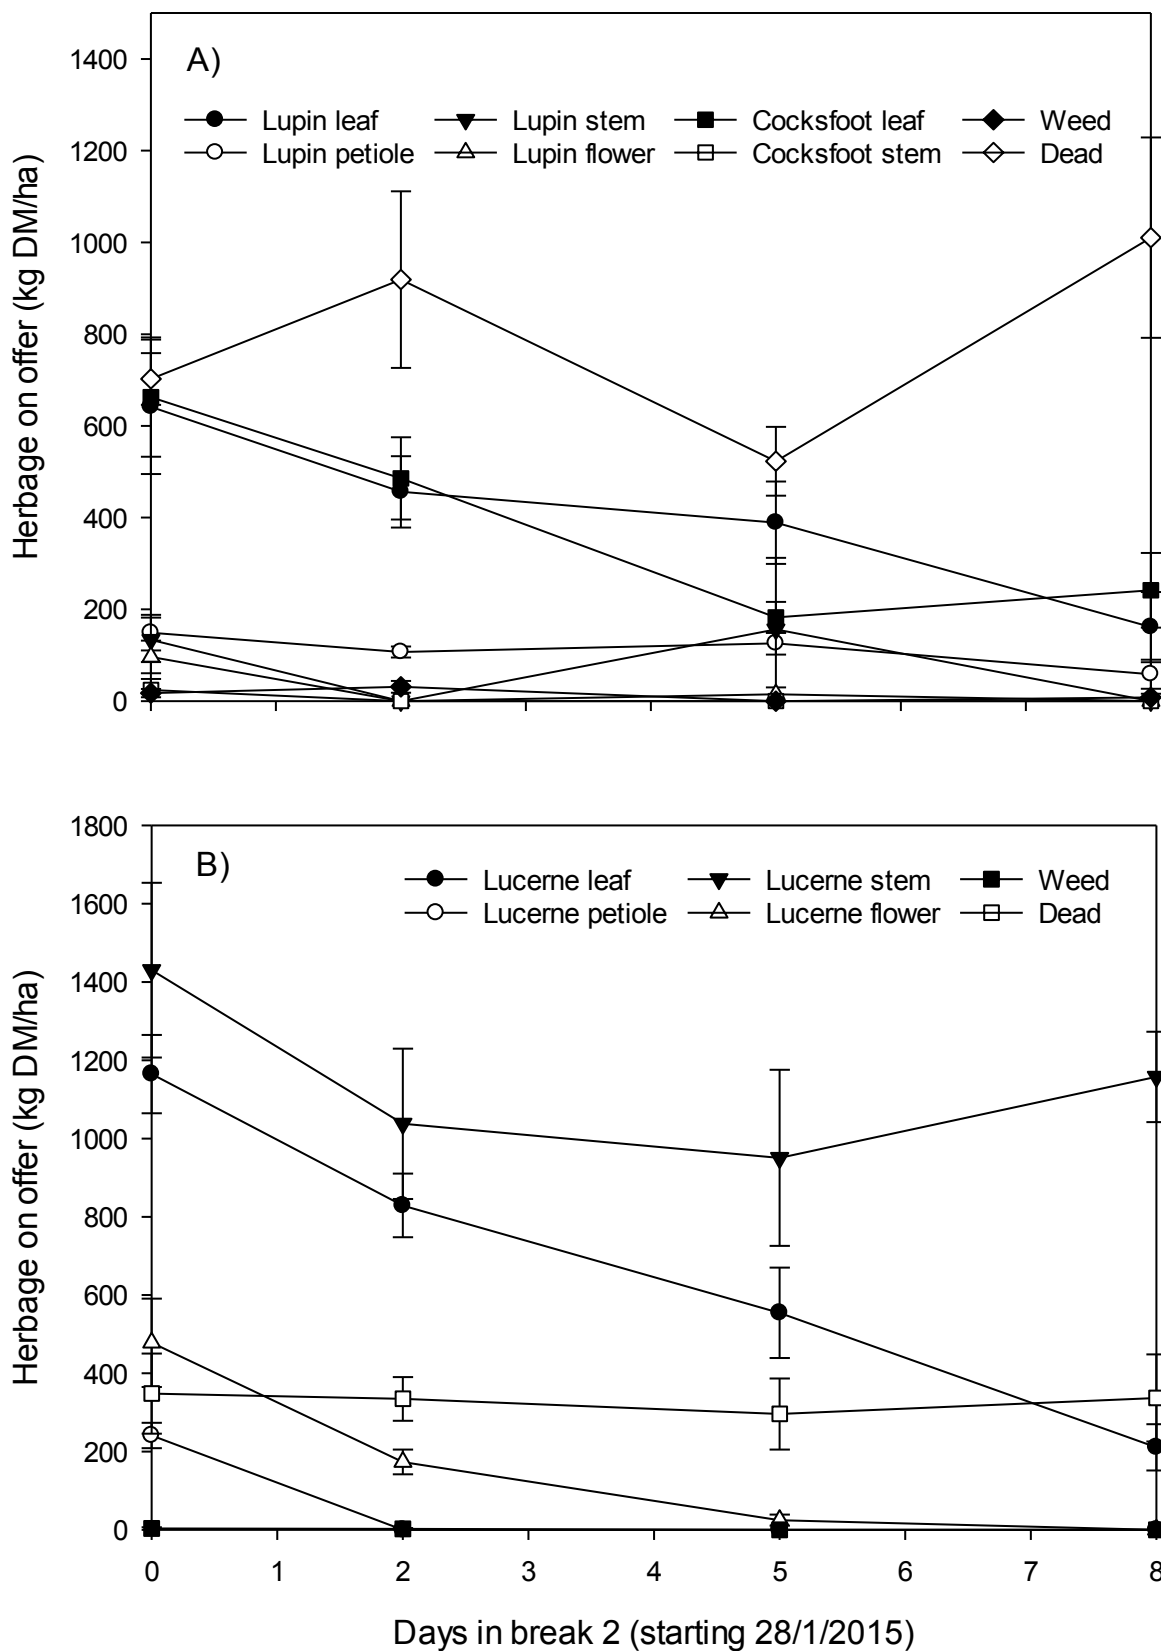 A)
Lupin leaf Lupin stem Cocksfoot leaf Weed
Lupin petiole Lupin flower Cocksfoot stem Dead
1400
1200
1000
800
600
400
200
0
Herbage on offer (kg DM/ha)
B)
Lucerne leaf Lucerne stem Weed
Lucerne petiole Lucerne flower Dead
1800
1600
1400
1200
1000
800
600
400
200
0
Herbage on offer (kg DM/ha)
0 1 2 3 4 5 6 7 8
Days in break 2 (starting 28/1/2015)